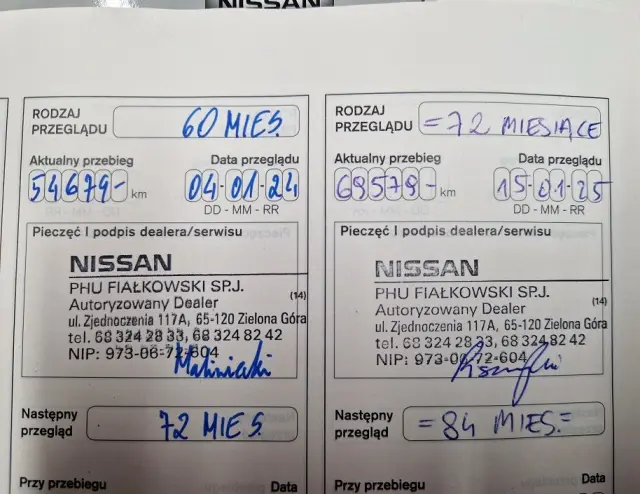 NISSAN
RODZAJ
PRZEGLĄDU
60 MIES.
Aktualny przebieg
Data przeglądu
54679- km
04-01-24
DD - MM - RR
Pieczęć I podpis dealera/serwisu
NISSAN
PHU FIAŁKOWSKI SP.J.
Autoryzowany Dealer
(14)
ul. Zjednoczenia 117A, 65-120 Zielona Góra
tel. 68 324 28 33, 68 324 82 42
NIP: 973-06-72-604
Maliniecki
Następny
przegląd
72 MIES.
Przy przebiegu
Data
RODZAJ
PRZEGLĄDU
=72 MIESIĄCE
Aktualny przebieg
Data przeglądu
68578- km
15-01-25
DD - MM - RR
Pieczęć I podpis dealera/serwisu
NISSAN
PHU FIAŁKOWSKI SP.J.
Autoryzowany Dealer
(14)
ul. Zjednoczenia 117A, 65-120 Zielona Góra
tel. 68 324 28 33, 68 324 82 42
NIP: 973-06-72-604
Następny
przegląd
=84 MIES.=
Przy przebiegu
Data